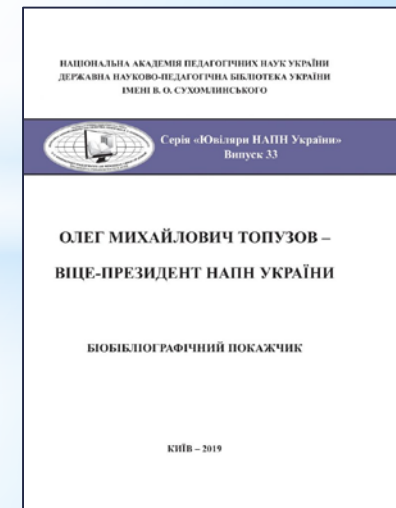 НАЦІОНАЛЬНА АКАДЕМІЯ ПЕДАГОГІЧНИХ НАУК УКРАЇНИ
ДЕРЖАВНА НАУКОВО-ПЕДАГОГІЧНА БІБЛІОТЕКА УКРАЇНИ
ІМЕНІ В. О. СУХОМЛИНСЬКОГО
Серія «Ювіляри НАПН України»
Випуск 33
ОЛЕГ МИХАЙЛОВИЧ ТОПУЗОВ –
ВІЦЕ-ПРЕЗИДЕНТ НАПН УКРАЇНИ
БІОБІБЛІОГРАФІЧНИЙ ПОКАЖЧИК
КИЇВ – 2019